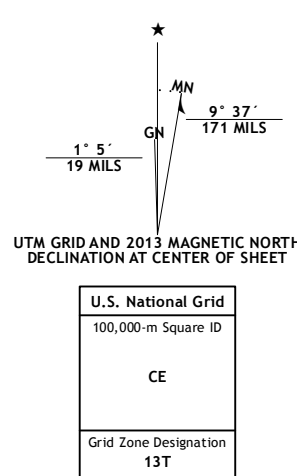 ★
MN
GN
9° 37´
171 MILS
1° 5´
19 MILS
UTM GRID AND 2013 MAGNETIC NORTH
DECLINATION AT CENTER OF SHEET
U.S. National Grid
100,000-m Square ID
CE
Grid Zone Designation
13T